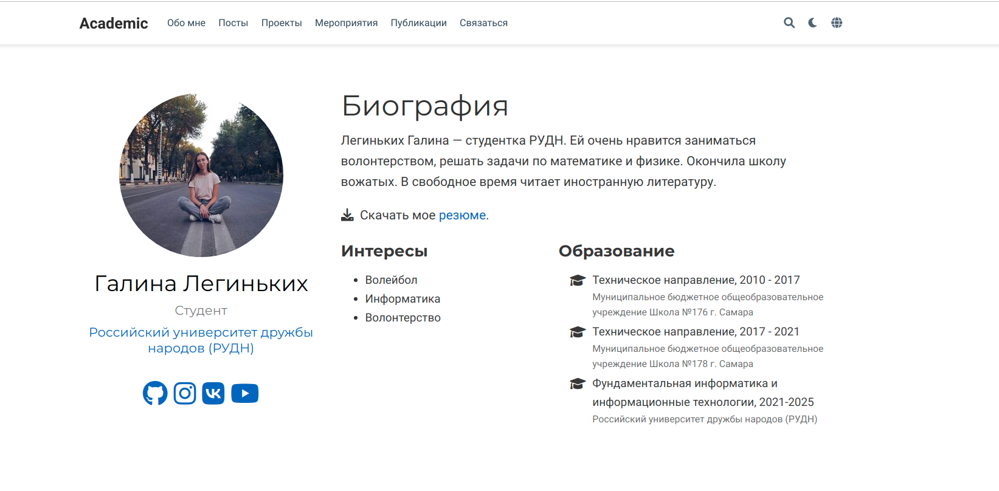 Academic
Обо мне
Посты
Проекты
Мероприятия
Публикации
Связаться
Галина Легиньких
Студент
Российский университет дружбы
народов (РУДН)
Биография
Легиньких Галина — студентка РУДН. Ей очень нравится заниматься
волонтерством, решать задачи по математике и физике. Окончила школу
вожатых. В свободное время читает иностранную литературу.
Скачать мое резюме.
Интересы
Волейбол
Информатика
Волонтерство
Образование
Техническое направление, 2010 - 2017
Муниципальное бюджетное общеобразовательное
учреждение Школа №176 г. Самара
Техническое направление, 2017 - 2021
Муниципальное бюджетное общеобразовательное
учреждение Школа №178 г. Самара
Фундаментальная информатика и
информационные технологии, 2021-2025
Российский университет дружбы народов (РУДН)